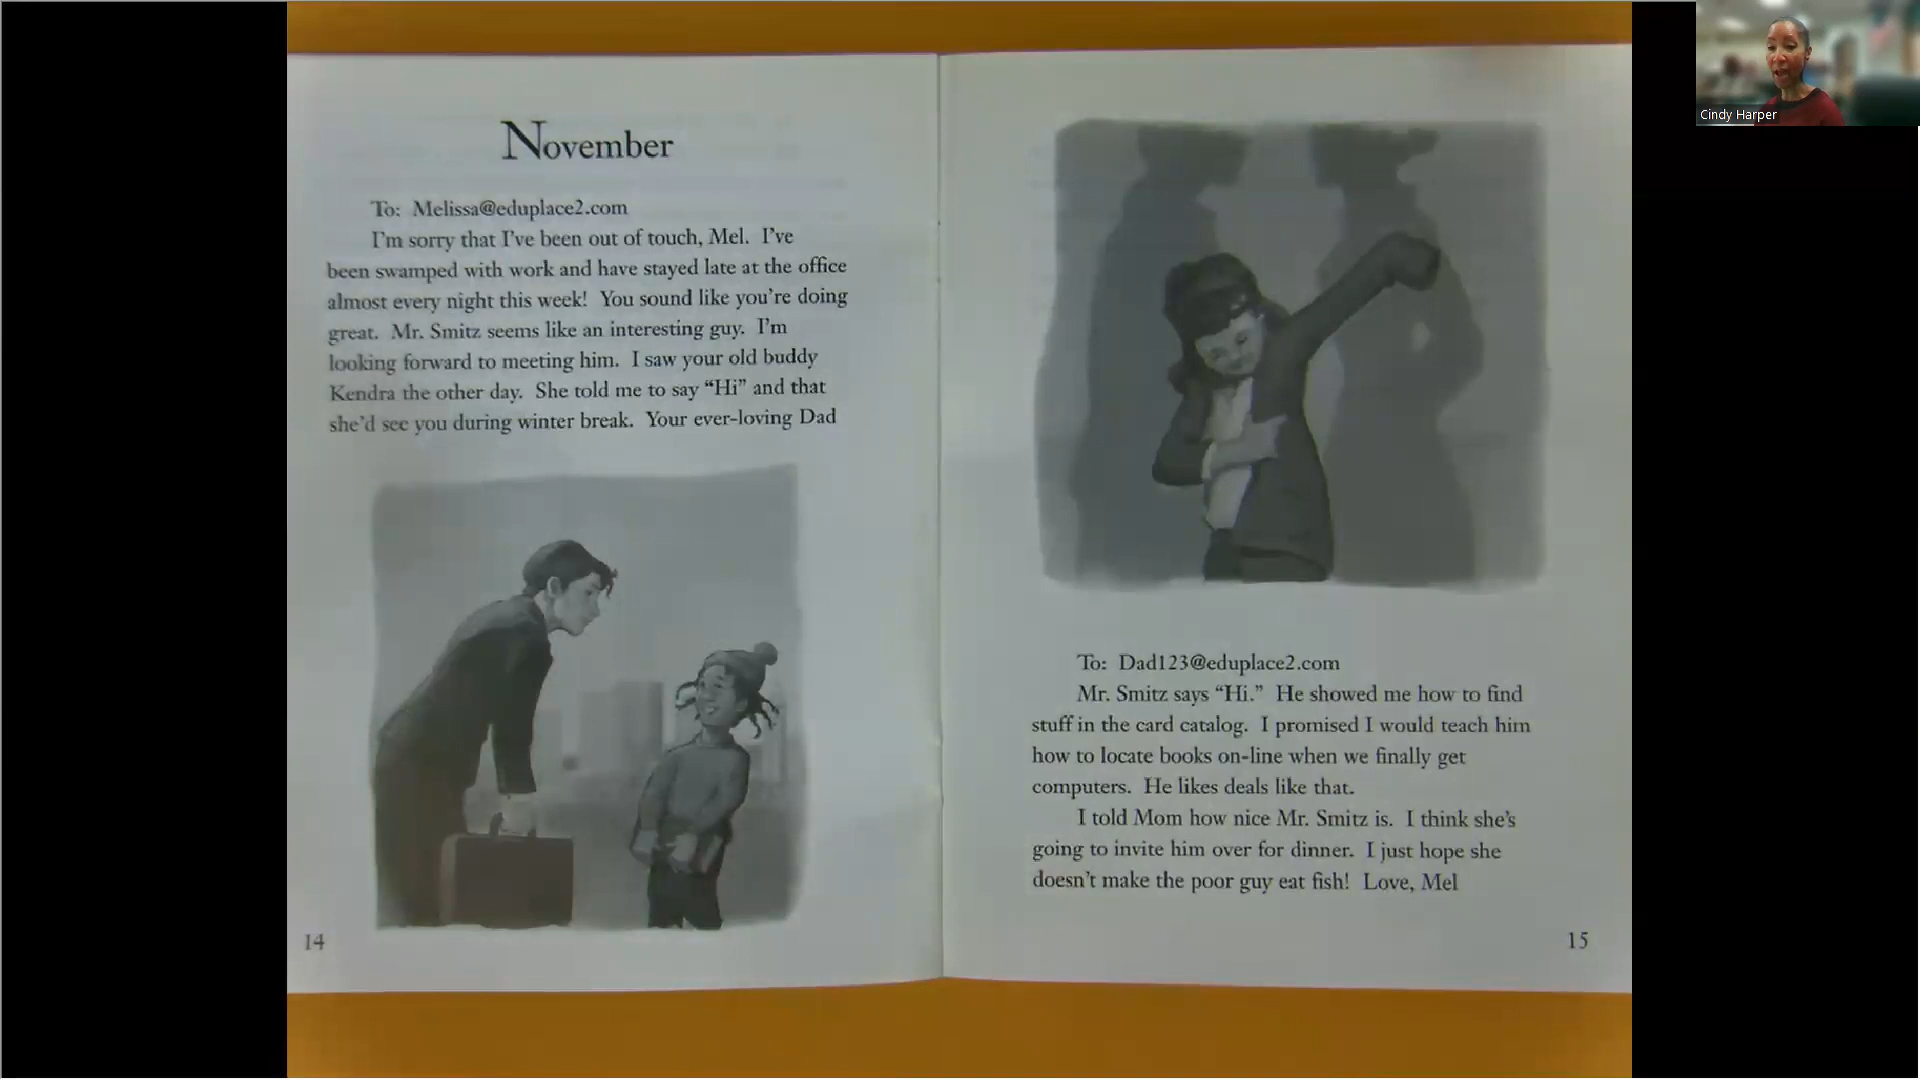 November
To: Melissa@eduplace2.com
I'm sorry that I've been out of touch, Mel. I've
been swamped with work and have stayed late at the office
almost every night this week! You sound like you're doing
great. Mr. Smitz seems like an interesting guy. I'm
looking forward to meeting him. I saw your old buddy
Kendra the other day. She told me to say “Hi” and that
she'd see you during winter break. Your ever-loving Dad
14
To: Dad123@eduplace2.com
Mr. Smitz says “Hi.” He showed me how to find
stuff in the card catalog. I promised I would teach him
how to locate books on-line when we finally get
computers. He likes deals like that.
I told Mom how nice Mr. Smitz is. I think she's
going to invite him over for dinner. I just hope she
doesn't make the poor guy eat fish! Love, Mel
15
Cindy Harper